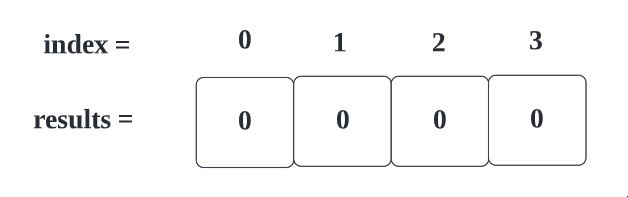 index = 0 1 2 3
results = 0 0 0 0